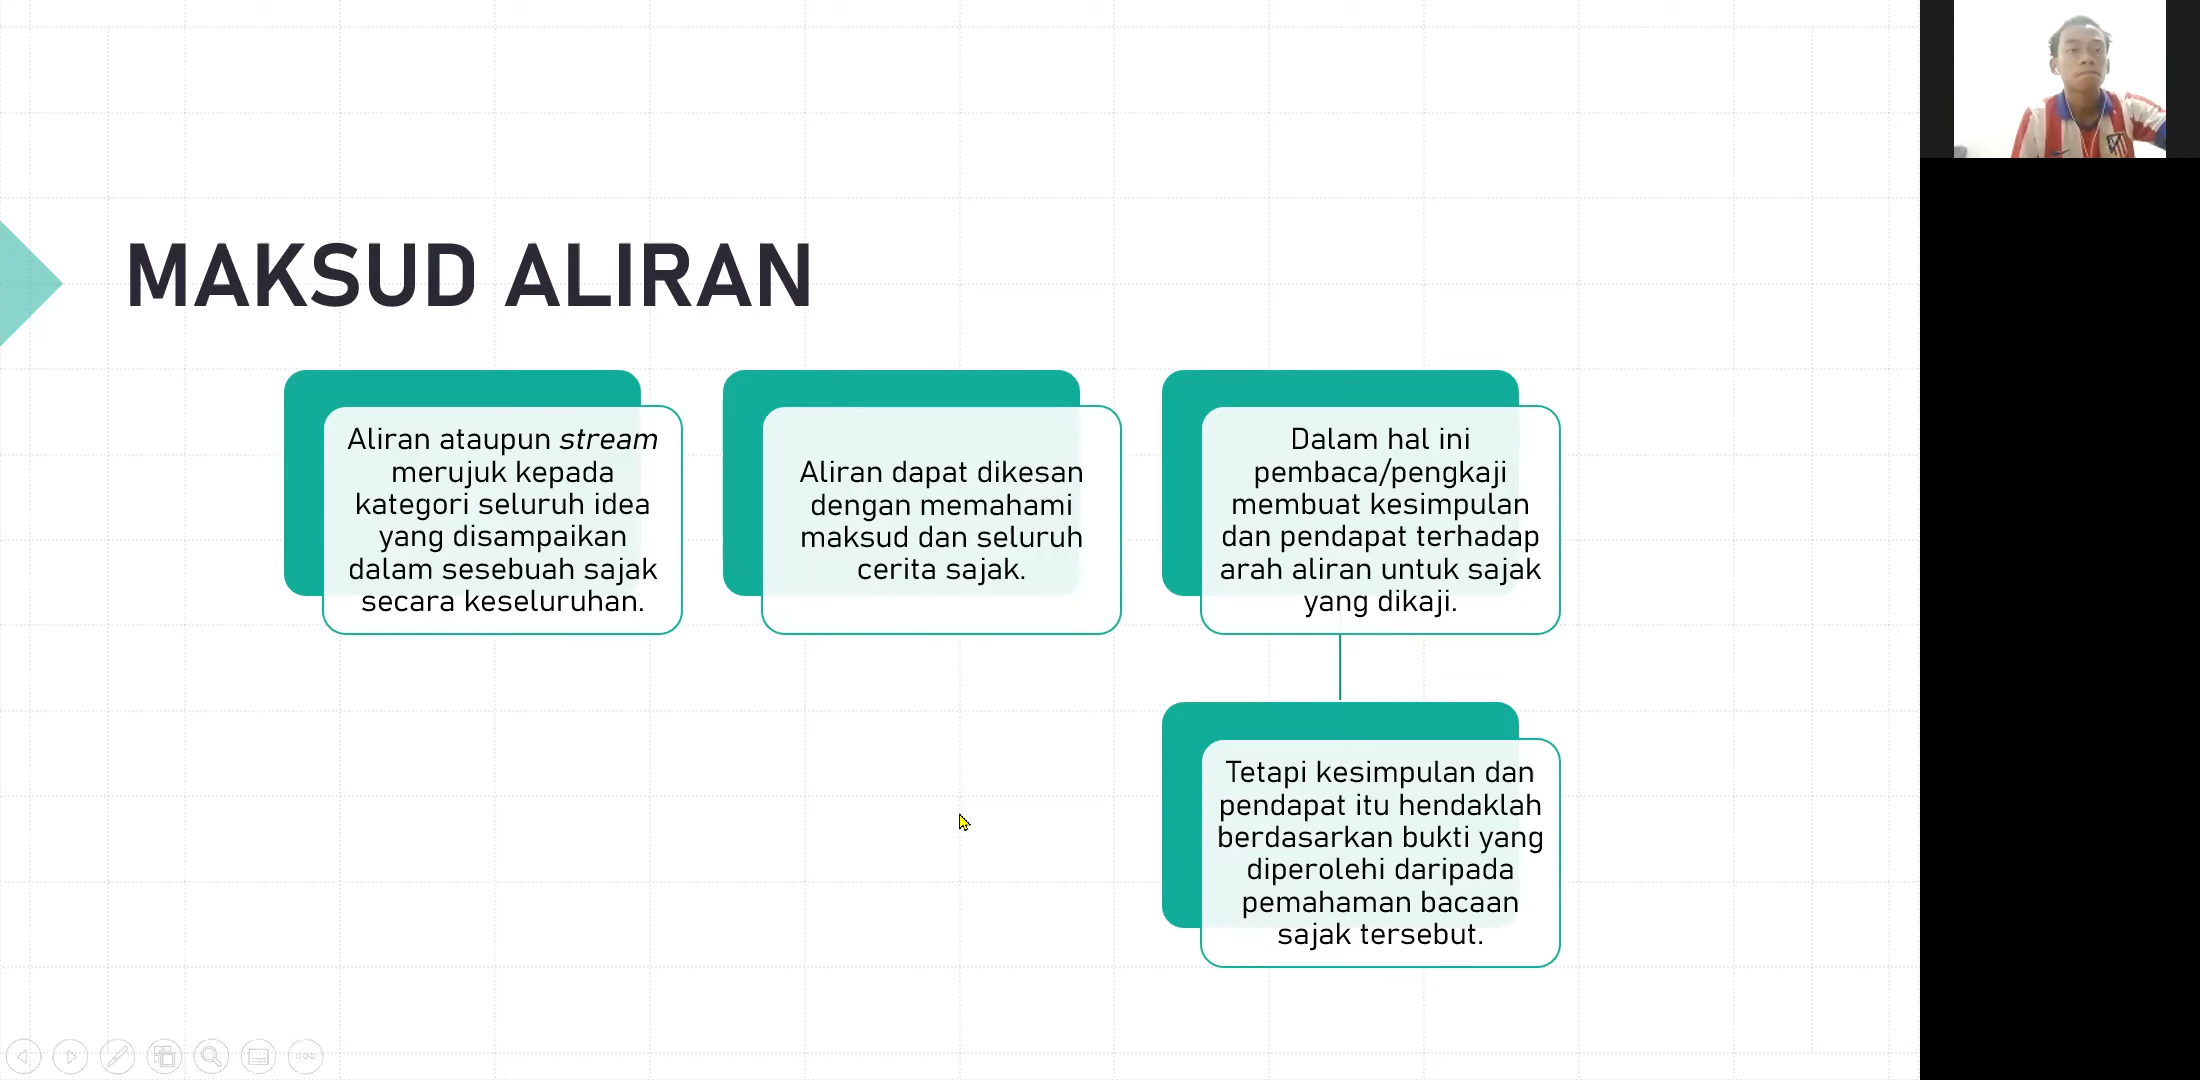 MAKSUD ALIRAN
Aliran ataupun stream
merujuk kepada
kategori seluruh idea
yang disampaikan
dalam sesebuah sajak
secara keseluruhan.
Aliran dapat dikesan
dengan memahami
maksud dan seluruh
cerita sajak.
Dalam hal ini
pembaca/pengkaji
membuat kesimpulan
dan pendapat terhadap
arah aliran untuk sajak
yang dikaji.
Tetapi kesimpulan dan
pendapat itu hendaklah
berdasarkan bukti yang
diperolehi daripada
pemahaman bacaan
sajak tersebut.